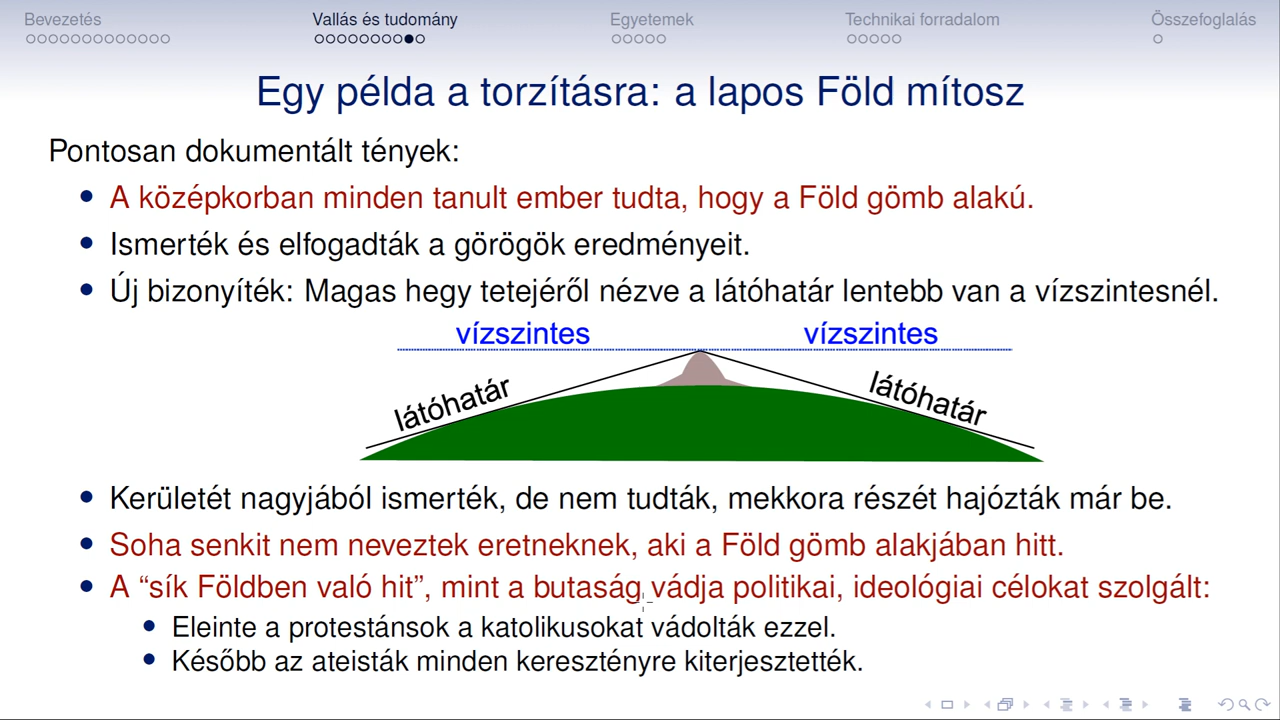 Bevezetés Vallás és tudomány Egyetemek Technikai forradalom Összefoglalás
Egy példa a torzításra: a lapos Föld mítosz
Pontosan dokumentált tények:
A középkorban minden tanult ember tudta, hogy a Föld gömb alakú.
Ismerték és elfogadták a görögök eredményeit.
Új bizonyíték: Magas hegy tetejéről nézve a látóhatár lentebb van a vízszintesnél.
vízszintes vízszintes
látóhatár látóhatár
Kerületét nagyjából ismerték, de nem tudták, mekkora részét hajózták már be.
Soha senkit nem neveztek eretneknek, aki a Föld gömb alakjában hitt.
A “sík Földben való hit”, mint a butaság vádja politikai, ideológiai célokat szolgált:
Eleinte a protestánsok a katolikusokat vádolták ezzel.
Később az ateisták minden keresztényre kiterjesztették.